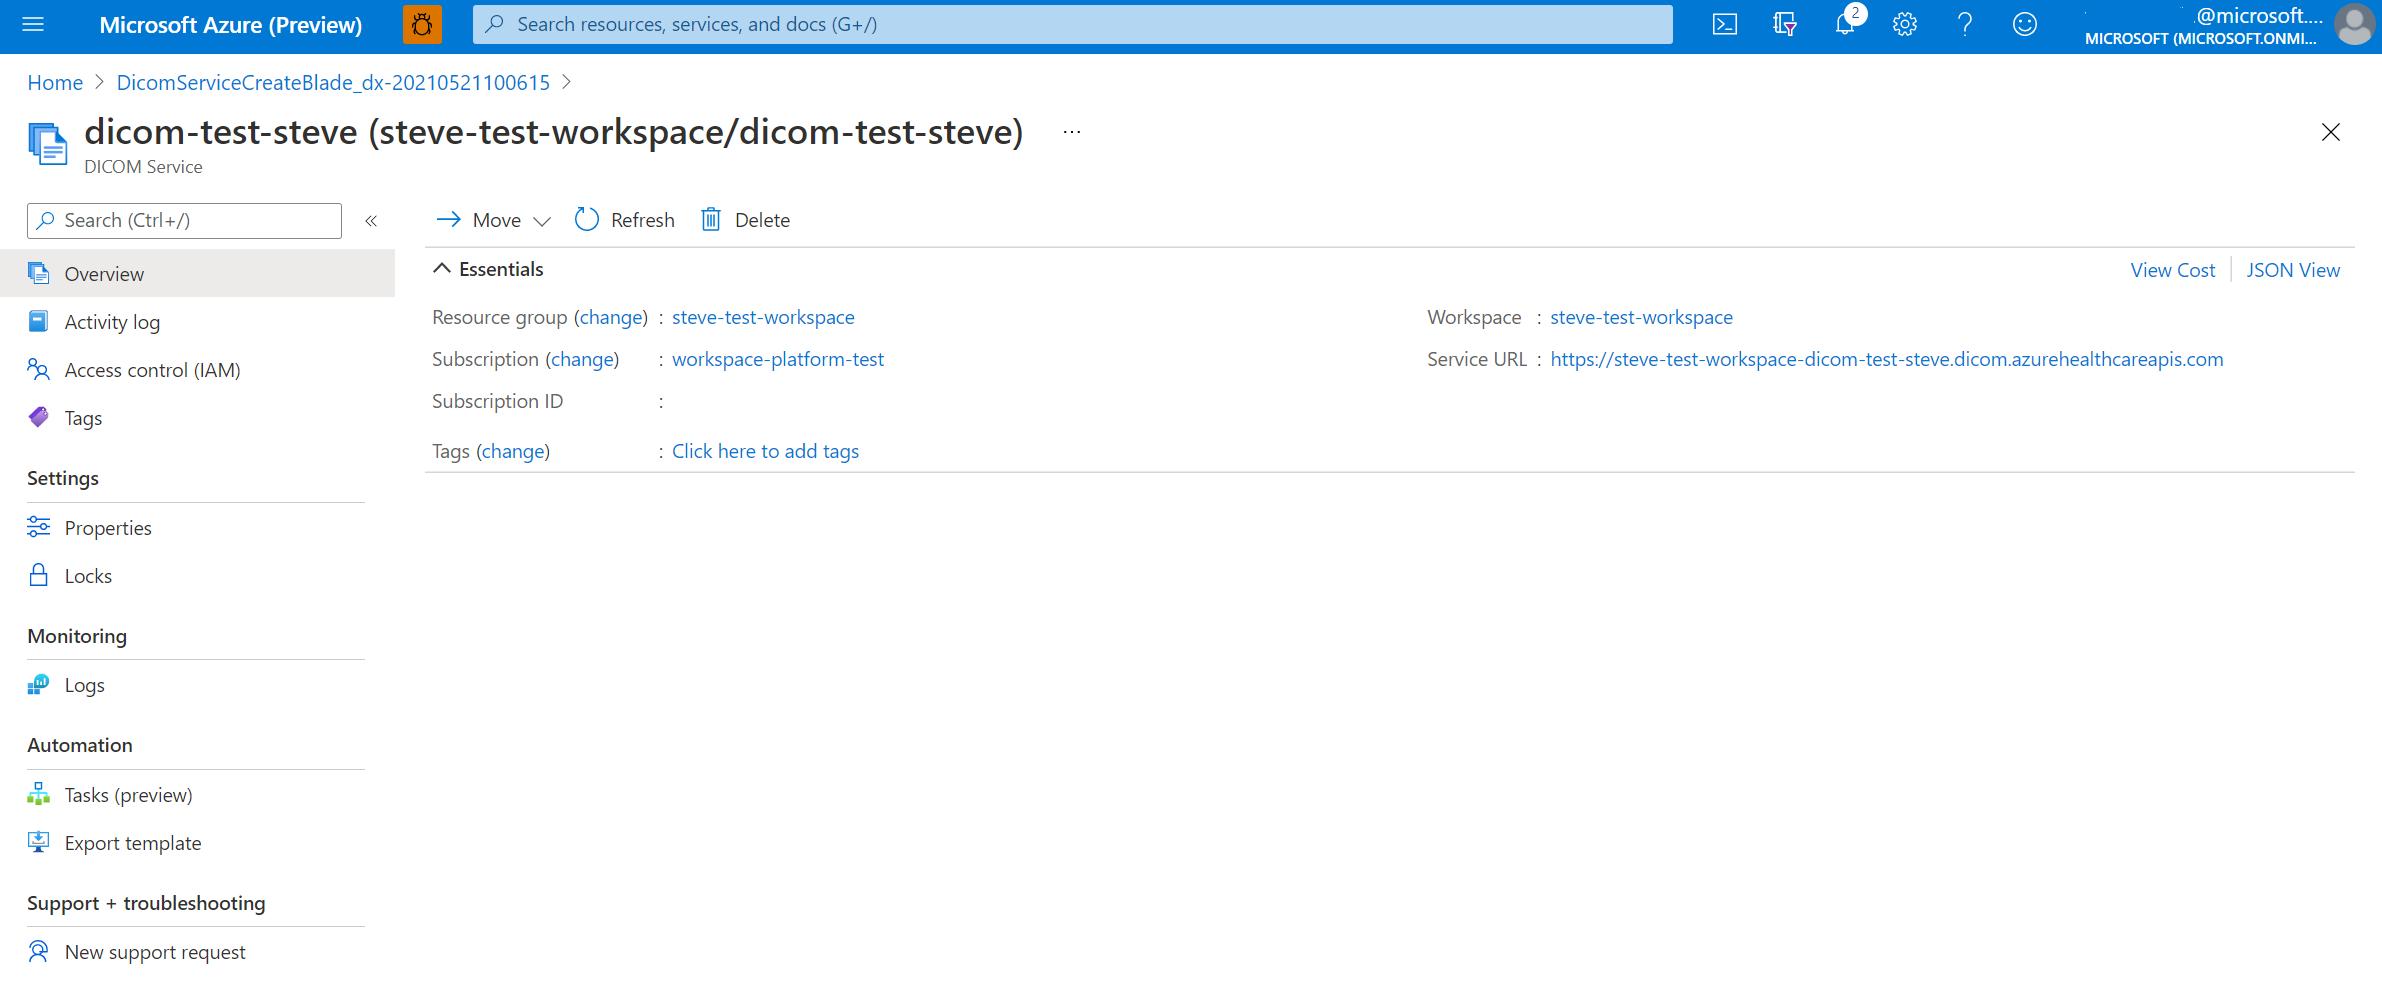 Microsoft Azure (Preview)
Search resources, services, and docs (G+/)
2
@microsoft....
MICROSOFT (MICROSOFT.ONMI...
Home > DicomServiceCreateBlade_dx-20210521100615 >
dicom-test-steve (steve-test-workspace/dicom-test-steve) ...
DICOM Service
Search (Ctrl+/)
«
Overview
Activity log
Access control (IAM)
Tags
Settings
Properties
Locks
Monitoring
Logs
Automation
Tasks (preview)
Export template
Support + troubleshooting
New support request
Move
Refresh
Delete
Essentials
View Cost
JSON View
Resource group (change) : steve-test-workspace
Subscription (change) : workspace-platform-test
Subscription ID :
Tags (change) : Click here to add tags
Workspace : steve-test-workspace
Service URL : https://steve-test-workspace-dicom-test-steve.dicom.azurehealthcareapis.com